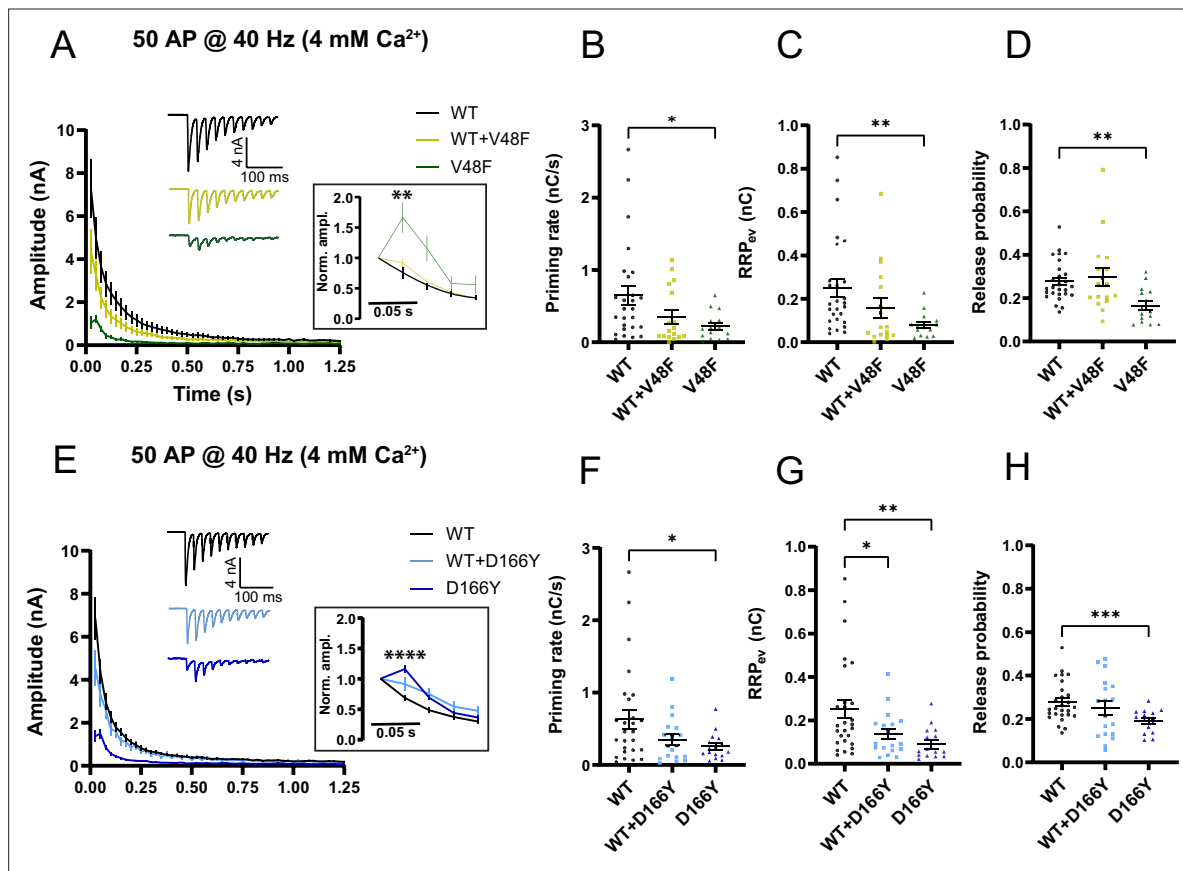 A
50 AP @ 40 Hz (4 mM Ca²⁺)
Amplitude (nA)
10
8
6
4
2
0
0.00
0.25
0.50
0.75
1.00
1.25
Time (s)
4 nA
100 ms
WT
WT+V48F
V48F
Norm. ampl.
2.0
1.5
1.0
0.5
0.0
**
0.05 s
B
Priming rate (nC/s)
3
2
1
0
*
WT
WT+V48F
V48F
C
RRPev (nC)
1.0
0.8
0.6
0.4
0.2
0.0
**
WT
WT+V48F
V48F
D
Release probability
1.0
0.8
0.6
0.4
0.2
0.0
**
WT
WT+V48F
V48F
E
50 AP @ 40 Hz (4 mM Ca²⁺)
Amplitude (nA)
10
8
6
4
2
0
0.00
0.25
0.50
0.75
1.00
1.25
Time (s)
4 nA
100 ms
WT
WT+D166Y
D166Y
Norm. ampl.
2.0
1.5
1.0
0.5
0.0
****
0.05 s
F
Priming rate (nC/s)
3
2
1
0
*
WT
WT+D166Y
D166Y
G
RRPev (nC)
1.0
0.8
0.6
0.4
0.2
0.0
**
*
WT
WT+D166Y
D166Y
H
Release probability
1.0
0.8
0.6
0.4
0.2
0.0
***
WT
WT+D166Y
D166Y